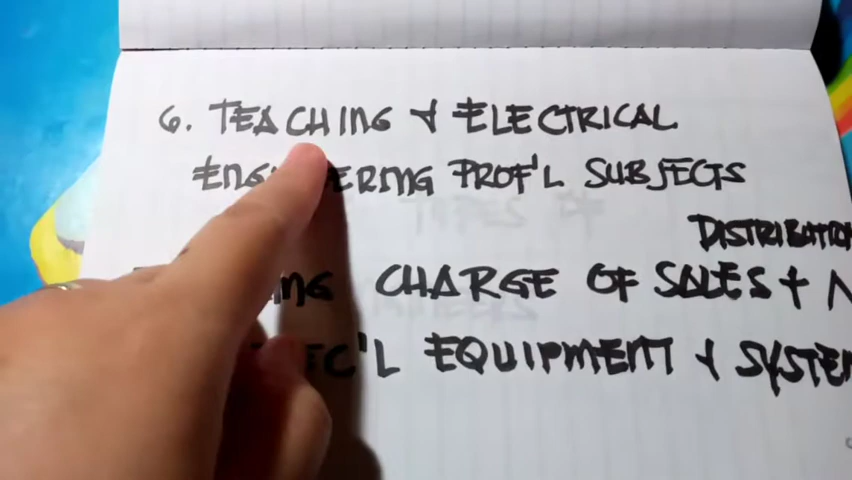 6. TEACHING & ELECTRICAL
ENGINEERING PROF'L SUBJECTS
DISTRIBUTION
CHARGE OF SALES +
EQUIPMENT & SYSTEM